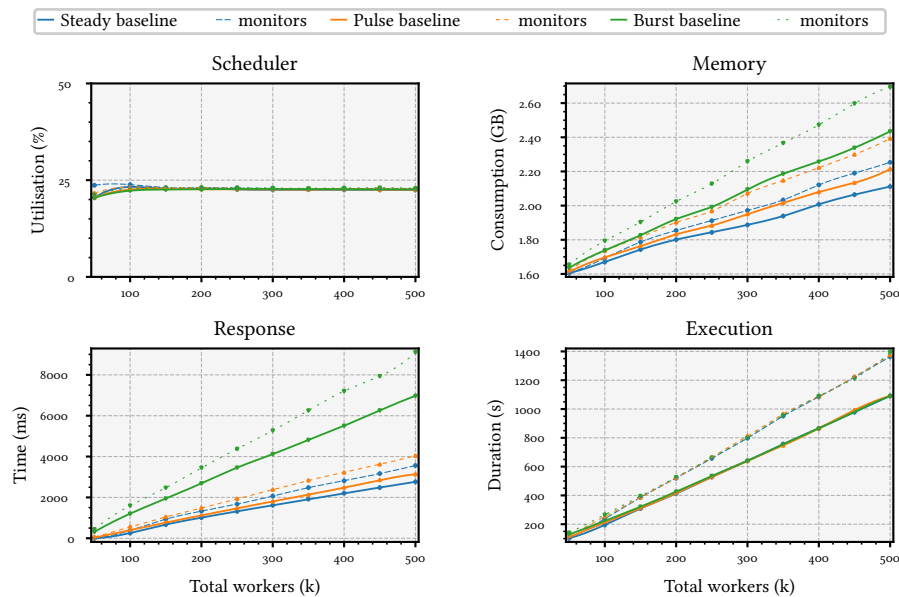 Steady baseline monitors Pulse baseline monitors Burst baseline monitors
Scheduler
Utilisation (%)
50
25
0
100 200 300 400 500
Memory
Consumption (GB)
2.60
2.40
2.20
2.00
1.80
1.60
100 200 300 400 500
Response
Time (ms)
8000
6000
4000
2000
0
100 200 300 400 500
Total workers (k)
Execution
Duration (s)
1400
1200
1000
800
600
400
200
100 200 300 400 500
Total workers (k)